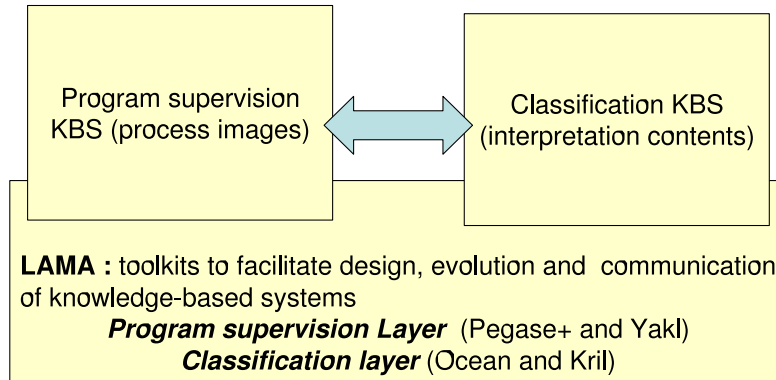 Program supervision
KBS (process images)
Classification KBS
(interpretation contents)
LAMA : toolkits to facilitate design, evolution and communication
of knowledge-based systems
Program supervision Layer (Pegase+ and Yakl)
Classification layer (Ocean and Kril)